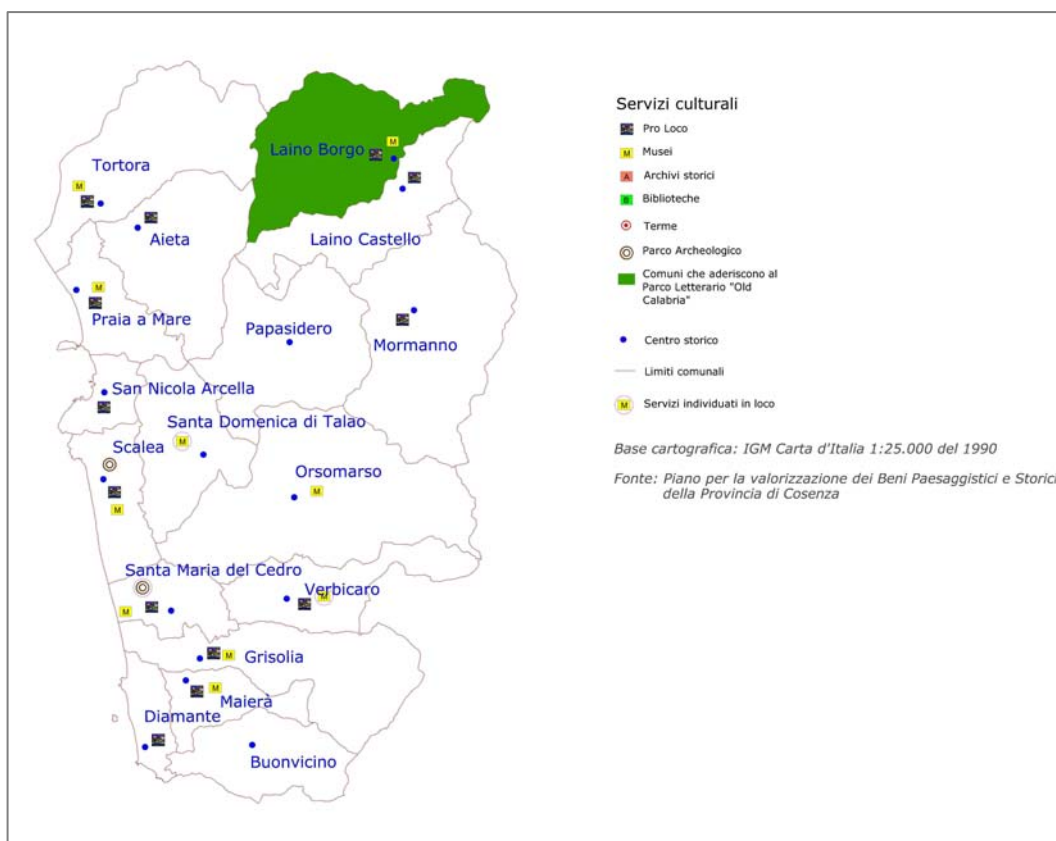 Laino Borgo
Tortora
Aieta
Laino Castello
Praia a Mare
Papasidero
Mormanno
San Nicola Arcella
Santa Domenica di Talao
Scalea
Orsomarso
Santa Maria del Cedro
Verbicaro
Grisolia
Maierà
Diamante
Buonvicino
M
M
M
M
M
M
M
M
M
M
Servizi culturali
Pro Loco
M Musei
A Archivi storici
B Biblioteche
Terme
Parco Archeologico
Comuni che aderiscono al
Parco Letterario "Old
Calabria"
Centro storico
Limiti comunali
M Servizi individuati in loco
Base cartografica: IGM Carta d'Italia 1:25.000 del 1990
Fonte: Piano per la valorizzazione dei Beni Paesaggistici e Storici
della Provincia di Cosenza